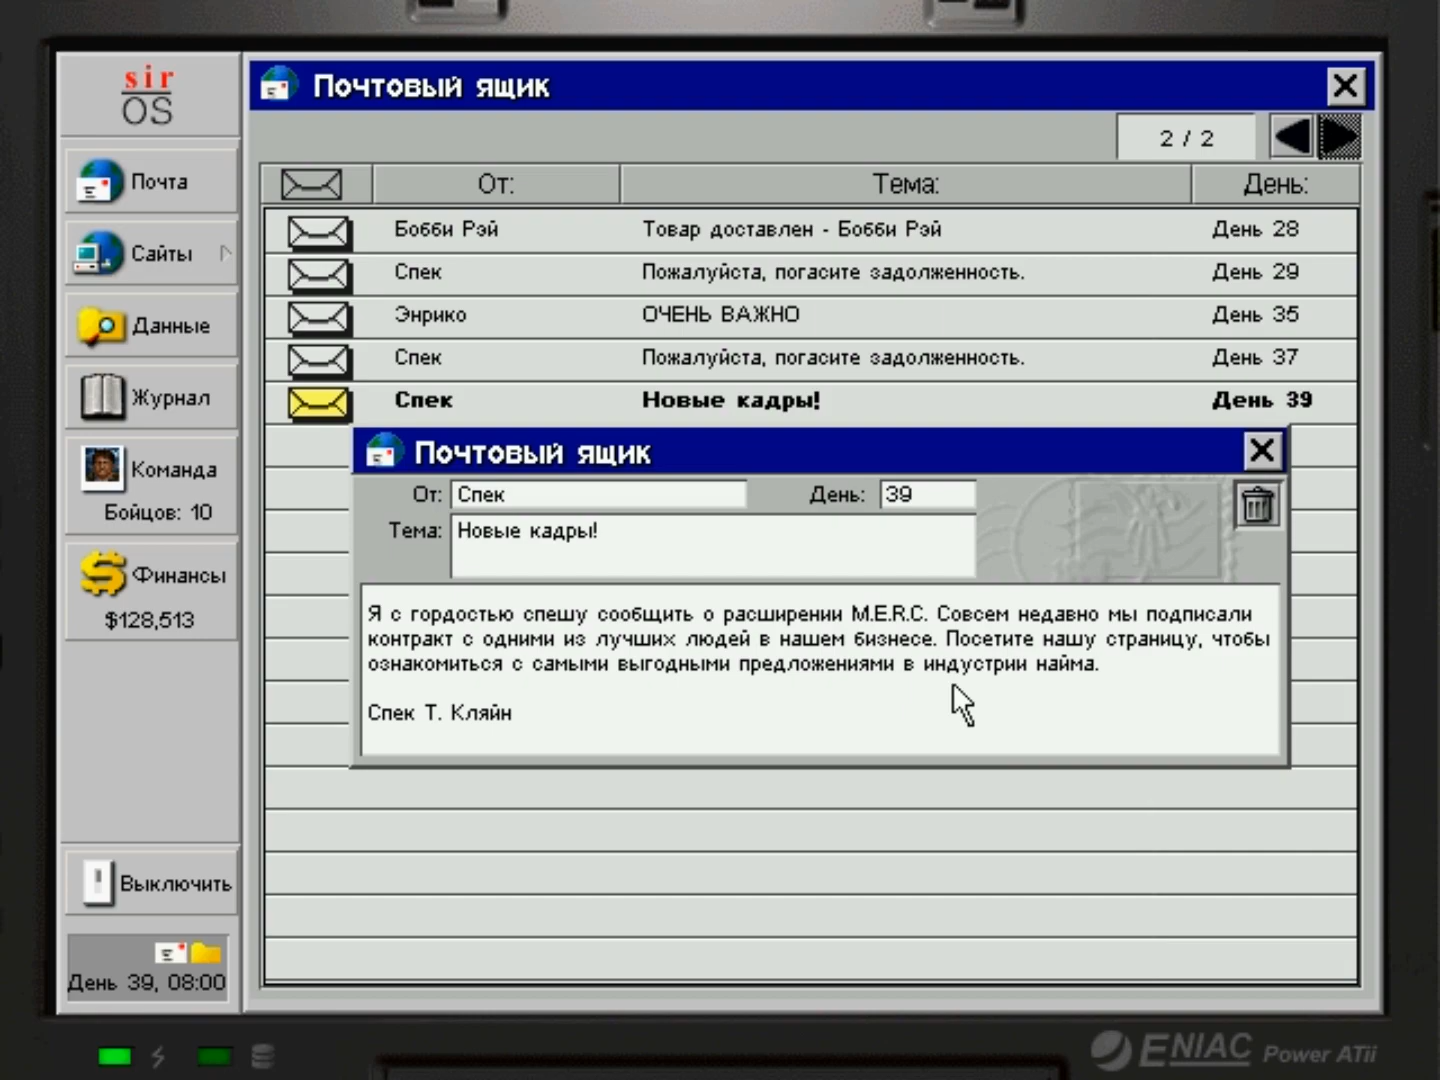 sir
OS
Почтовый ящик
2 / 2
Почта
От:
Тема:
День:
Бобби Рэй
Товар доставлен - Бобби Рэй
День 28
Сайты
Спек
Пожалуйста, погасите задолженность.
День 29
Данные
Энрико
ОЧЕНЬ ВАЖНО
День 35
Спек
Пожалуйста, погасите задолженность.
День 37
Журнал
Спек
Новые кадры!
День 39
Команда
Бойцов: 10
Финансы
$128,513
Почтовый ящик
От:
Спек
День:
39
Тема:
Новые кадры!
Я с гордостью спешу сообщить о расширении M.E.R.C. Совсем недавно мы подписали
контракт с одними из лучших людей в нашем бизнесе. Посетите нашу страницу, чтобы
ознакомиться с самыми выгодными предложениями в индустрии найма.
Спек Т. Кляйн
Выключить
День 39, 08:00
ENIAC Power ATii